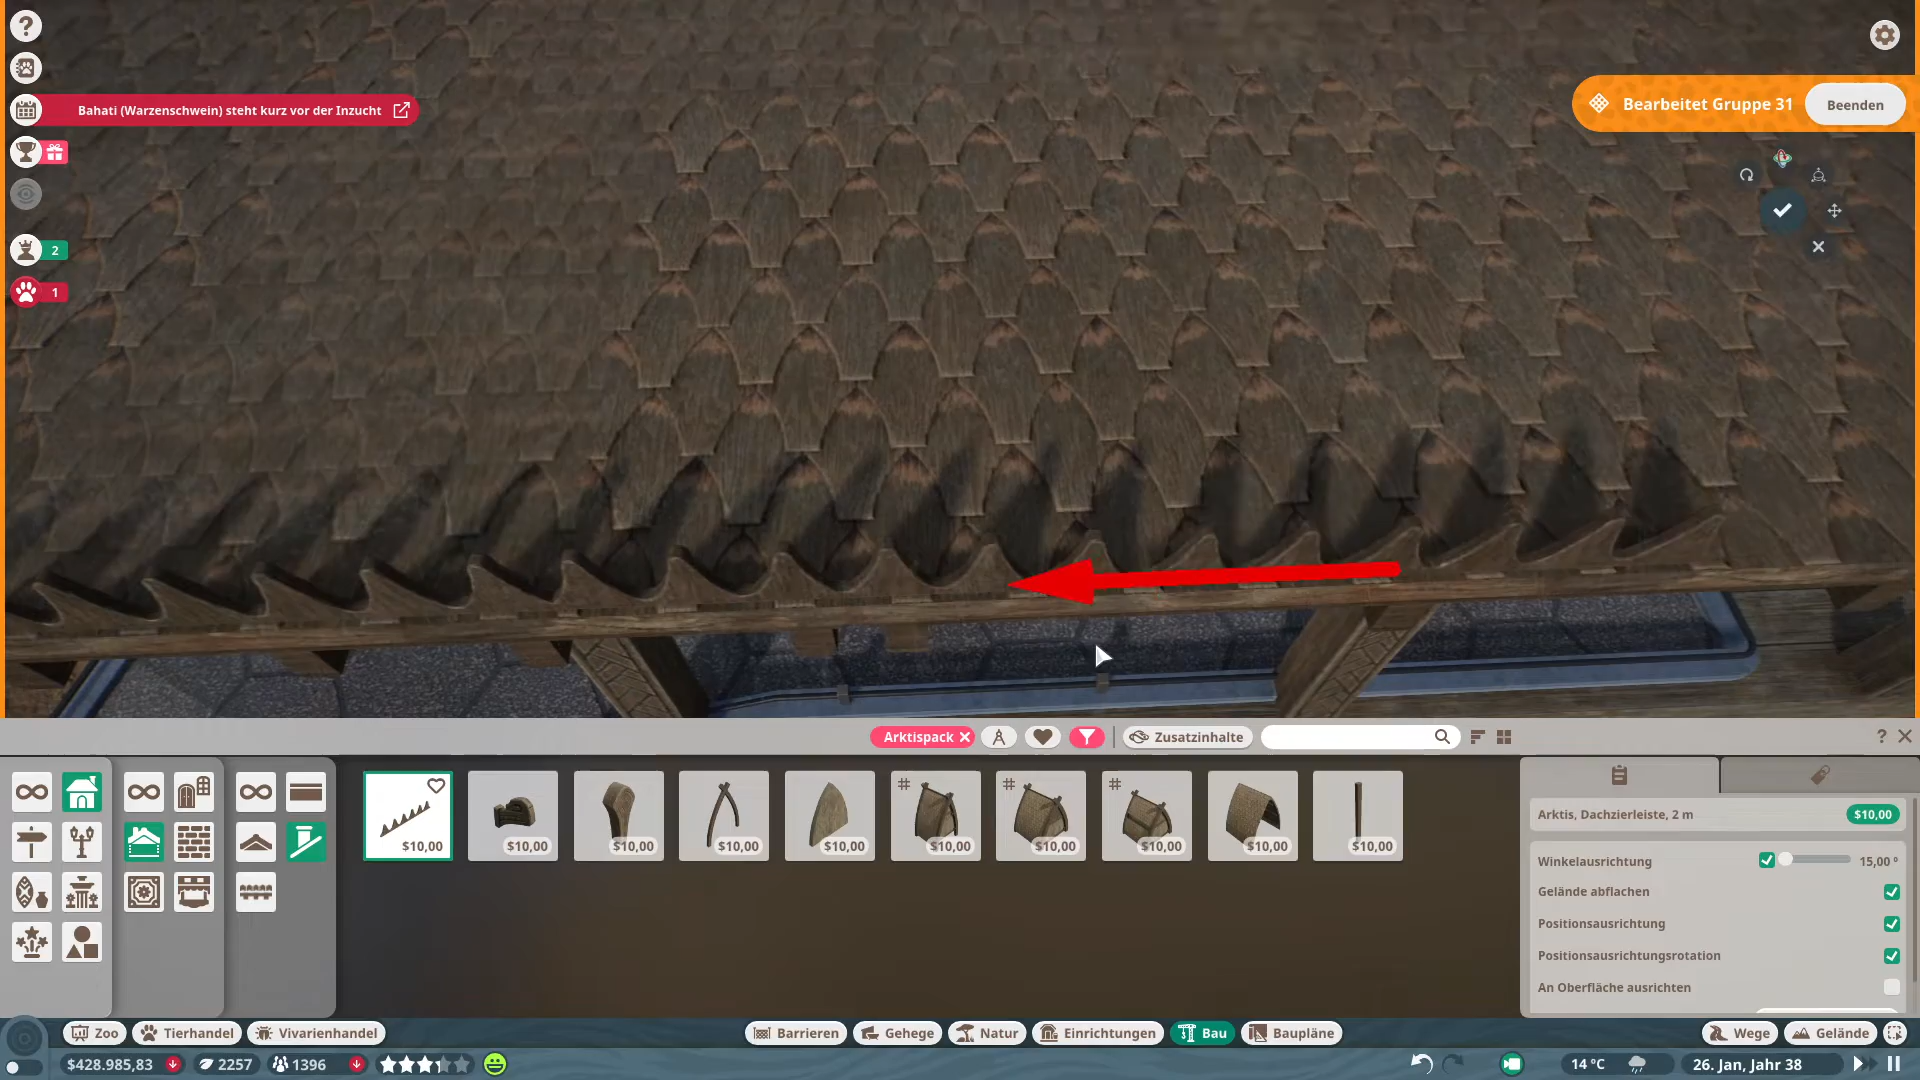 ?
Bahati (Warzenschwein) steht kurz vor der Inzucht
Bearbeitet Gruppe 31
Beenden
2
1
Arktispack
Zusatzinhalte
?
$10,00
$10,00
$10,00
$10,00
$10,00
# $10,00
# $10,00
# $10,00
$10,00
$10,00
Arktis, Dachzierleiste, 2 m
$10,00
Winkelausrichtung
15,00 °
Gelände abflachen
Positionsausrichtung
Positionsausrichtungsrotation
An Oberfläche ausrichten
Zoo
Tierhandel
Vivarienhandel
Barrieren
Gehege
Natur
Einrichtungen
Bau
Baupläne
Wege
Gelände
$428.985,83
2257
1396
14 °C
26. Jan, Jahr 38